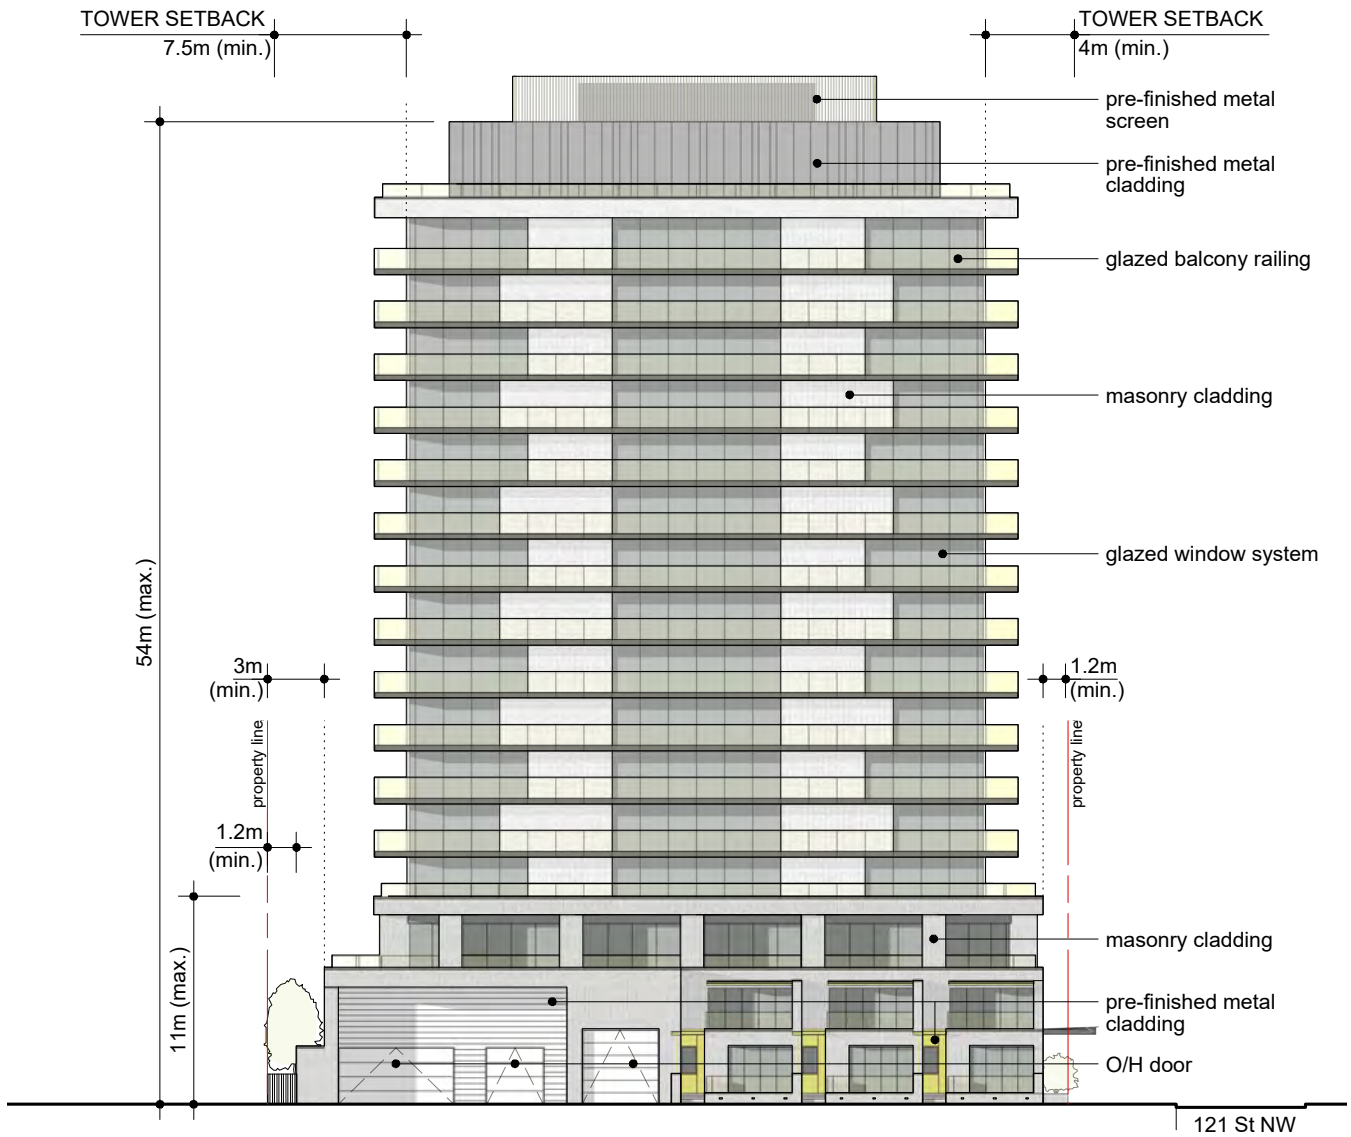 TOWER SETBACK
7.5m (min.)
TOWER SETBACK
4m (min.)
pre-finished metal
screen
pre-finished metal
cladding
glazed balcony railing
masonry cladding
glazed window system
54m (max.)
3m
(min.)
1.2m
(min.)
property line
property line
1.2m
(min.)
11m (max.)
masonry cladding
pre-finished metal
cladding
O/H door
121 St NW